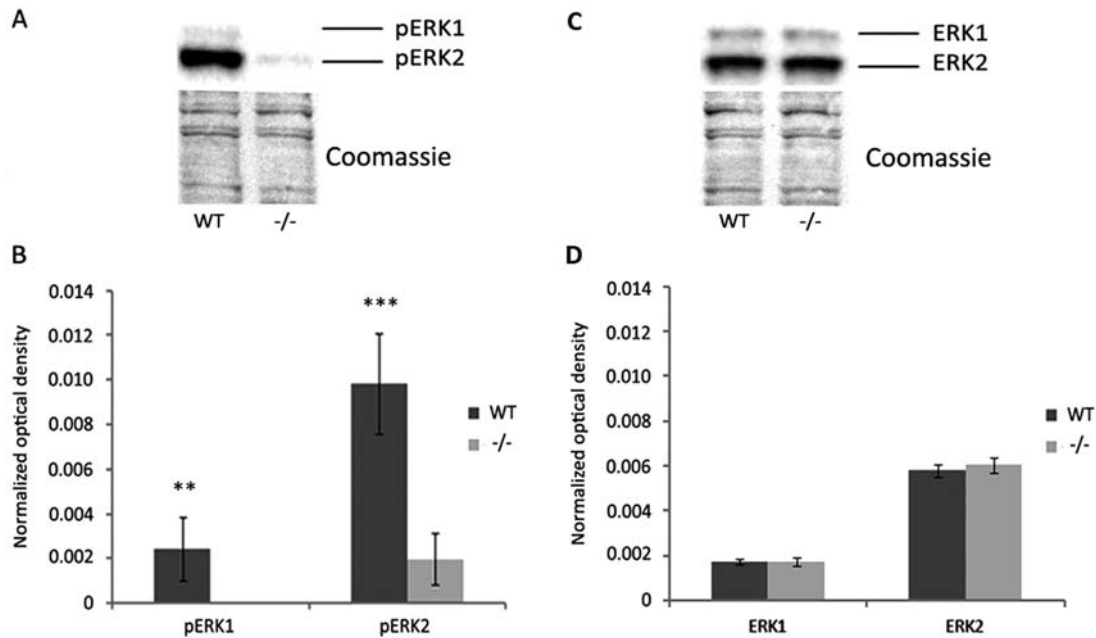 A
pERK1
pERK2
Coomassie
WT -/-
C
ERK1
ERK2
Coomassie
WT -/-
B
Normalized optical density
0.014
0.012
0.010
0.008
0.006
0.004
0.002
0
**
***
WT
-/-
pERK1 pERK2
D
Normalized optical density
0.014
0.012
0.010
0.008
0.006
0.004
0.002
0
WT
-/-
ERK1 ERK2